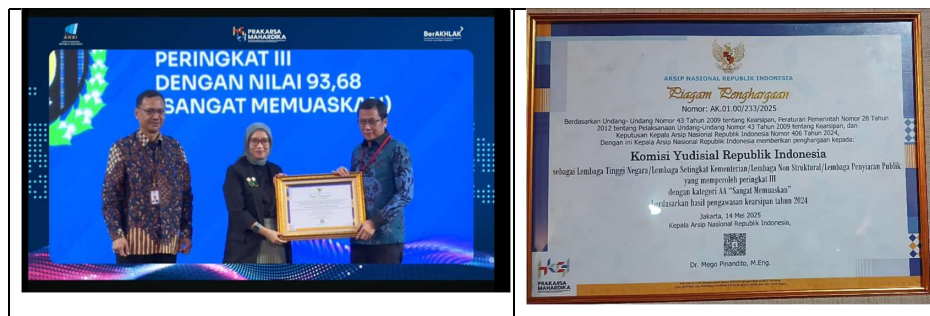 ANRI
PRAKARSA
MAHARDIKA
BerAKHLAK
PERINGKAT III
DENGAN NILAI 93,68
(SANGAT MEMUASKAN)
ARSIP NASIONAL REPUBLIK INDONESIA
Piagam Penghargaan
Nomor: AK.01.00/233/2025
Berdasarkan Undang- Undang Nomor 43 Tahun 2009 tentang Kearsipan, Peraturan Pemerintah Nomor 28 Tahun
2012 tentang Pelaksanaan Undang-Undang Nomor 43 Tahun 2009 tentang Kearsipan, dan
Keputusan Kepala Arsip Nasional Republik Indonesia Nomor 406 Tahun 2024,
Dengan ini Kepala Arsip Nasional Republik Indonesia memberikan penghargaan kepada:
Komisi Yudisial Republik Indonesia
sebagai Lembaga Tinggi Negara/Lembaga Setingkat Kementerian/Lembaga Non Struktural/Lembaga Penyiaran Publik
yang memperoleh peringkat III
dengan kategori AA "Sangat Memuaskan"
berdasarkan hasil pengawasan kearsipan tahun 2024
Jakarta, 14 Mei 2025
Kepala Arsip Nasional Republik Indonesia,
Dr. Mego Pinandito, M.Eng.
PRAKARSA
MAHARDIKA